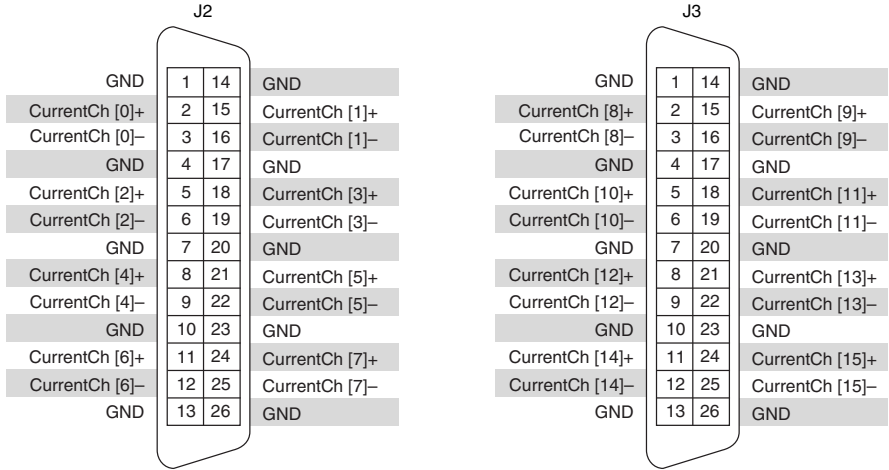 J2
GND 1 14 GND
CurrentCh [0]+ 2 15 CurrentCh [1]+
CurrentCh [0]– 3 16 CurrentCh [1]–
GND 4 17 GND
CurrentCh [2]+ 5 18 CurrentCh [3]+
CurrentCh [2]– 6 19 CurrentCh [3]–
GND 7 20 GND
CurrentCh [4]+ 8 21 CurrentCh [5]+
CurrentCh [4]– 9 22 CurrentCh [5]–
GND 10 23 GND
CurrentCh [6]+ 11 24 CurrentCh [7]+
CurrentCh [6]– 12 25 CurrentCh [7]–
GND 13 26 GND
J3
GND 1 14 GND
CurrentCh [8]+ 2 15 CurrentCh [9]+
CurrentCh [8]– 3 16 CurrentCh [9]–
GND 4 17 GND
CurrentCh [10]+ 5 18 CurrentCh [11]+
CurrentCh [10]– 6 19 CurrentCh [11]–
GND 7 20 GND
CurrentCh [12]+ 8 21 CurrentCh [13]+
CurrentCh [12]– 9 22 CurrentCh [13]–
GND 10 23 GND
CurrentCh [14]+ 11 24 CurrentCh [15]+
CurrentCh [14]– 12 25 CurrentCh [15]–
GND 13 26 GND